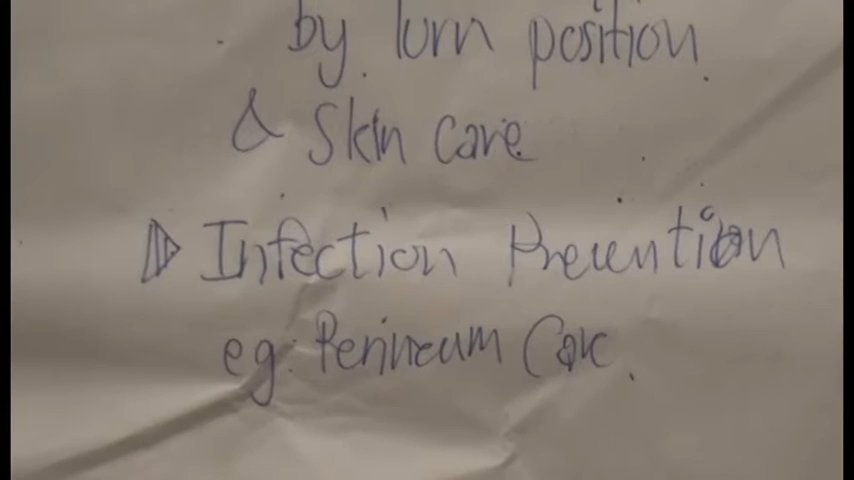 by turn position.
& Skin care
Infection Prevention
eg: Perineum Care.